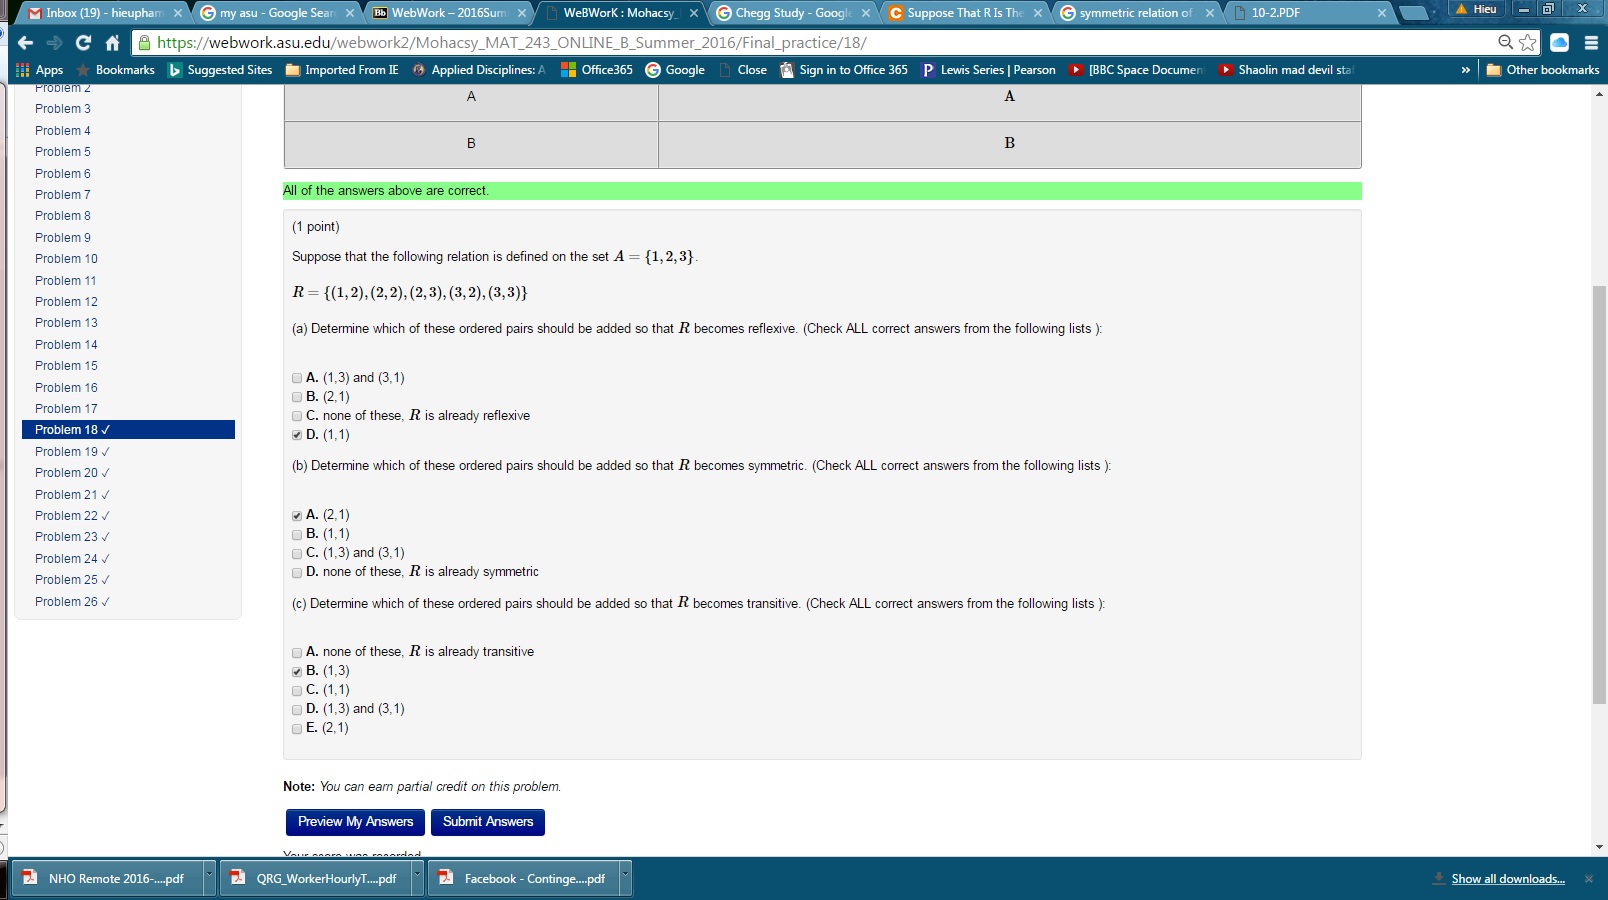 Inbox (19) - hieupham
my asu - Google Sear
WebWork – 2016Sum
WeBWorK : Mohacsy_
Chegg Study - Google
Suppose That R Is The
symmetric relation of
10-2.PDF
Hieu
https://webwork.asu.edu/webwork2/Mohacsy_MAT_243_ONLINE_B_Summer_2016/Final_practice/18/
Apps Bookmarks Suggested Sites Imported From IE Applied Disciplines: A Office365 Google Close Sign in to Office 365 Lewis Series | Pearson [BBC Space Documen Shaolin mad devil sta » Other bookmarks
Problem 2
Problem 3
Problem 4
Problem 5
Problem 6
Problem 7
Problem 8
Problem 9
Problem 10
Problem 11
Problem 12
Problem 13
Problem 14
Problem 15
Problem 16
Problem 17
Problem 18 ✓
Problem 19 ✓
Problem 20 ✓
Problem 21 ✓
Problem 22 ✓
Problem 23 ✓
Problem 24 ✓
Problem 25 ✓
Problem 26 ✓
A A
B B
All of the answers above are correct.
(1 point)
Suppose that the following relation is defined on the set A = {1,2,3}.
R = {(1,2),(2,2),(2,3),(3,2),(3,3)}
(a) Determine which of these ordered pairs should be added so that R becomes reflexive. (Check ALL correct answers from the following lists ):
A. (1,3) and (3,1)
B. (2,1)
C. none of these, R is already reflexive
D. (1,1)
(b) Determine which of these ordered pairs should be added so that R becomes symmetric. (Check ALL correct answers from the following lists ):
A. (2,1)
B. (1,1)
C. (1,3) and (3,1)
D. none of these, R is already symmetric
(c) Determine which of these ordered pairs should be added so that R becomes transitive. (Check ALL correct answers from the following lists ):
A. none of these, R is already transitive
B. (1,3)
C. (1,1)
D. (1,3) and (3,1)
E. (2,1)
Note: You can earn partial credit on this problem.
Preview My Answers Submit Answers
Your score was recorded.
NHO Remote 2016-....pdf
QRG_WorkerHourlyT....pdf
Facebook - Continge....pdf
Show all downloads...